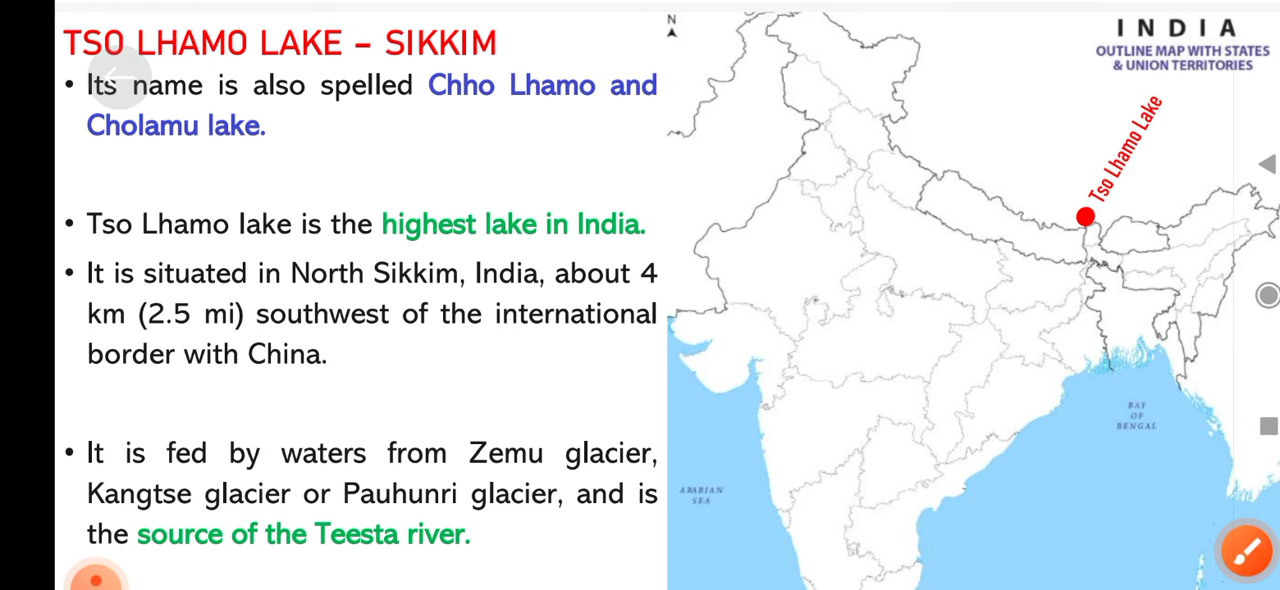 TSO LHAMO LAKE – SIKKIM
• Its name is also spelled Chho Lhamo and
Cholamu lake.
• Tso Lhamo lake is the highest lake in India.
• It is situated in North Sikkim, India, about 4
km (2.5 mi) southwest of the international
border with China.
• It is fed by waters from Zemu glacier,
Kangtse glacier or Pauhunri glacier, and is
the source of the Teesta river.
N
INDIA
OUTLINE MAP WITH STATES
& UNION TERRITORIES
Tso Lhamo Lake
BAY
OF
BENGAL
ARABIAN
SEA